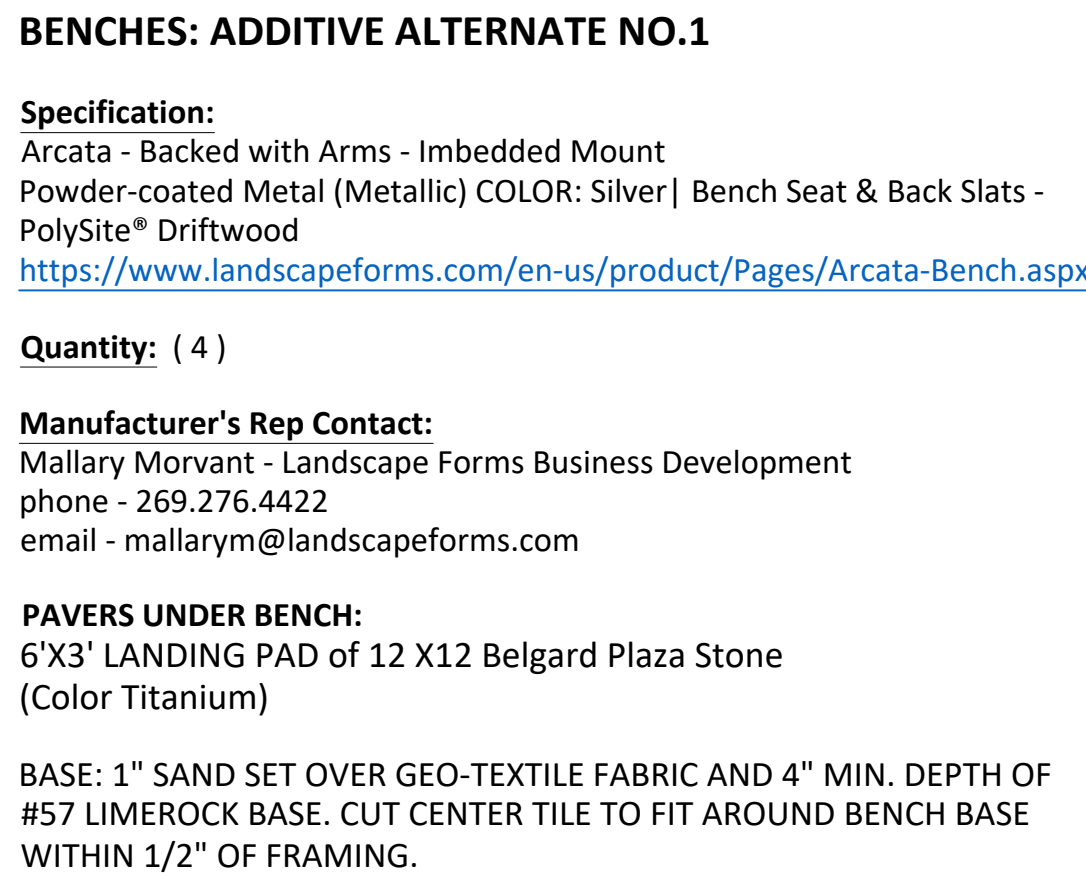 BENCHES: ADDITIVE ALTERNATE NO.1
Specification:
Arcata - Backed with Arms - Imbedded Mount
Powder-coated Metal (Metallic) COLOR: Silver| Bench Seat & Back Slats -
PolySite® Driftwood
https://www.landscapeforms.com/en-us/product/Pages/Arcata-Bench.aspx
Quantity: ( 4 )
Manufacturer's Rep Contact:
Mallary Morvant - Landscape Forms Business Development
phone - 269.276.4422
email - mallarym@landscapeforms.com
PAVERS UNDER BENCH:
6'X3' LANDING PAD of 12 X12 Belgard Plaza Stone
(Color Titanium)
BASE: 1" SAND SET OVER GEO-TEXTILE FABRIC AND 4" MIN. DEPTH OF
#57 LIMEROCK BASE. CUT CENTER TILE TO FIT AROUND BENCH BASE
WITHIN 1/2" OF FRAMING.